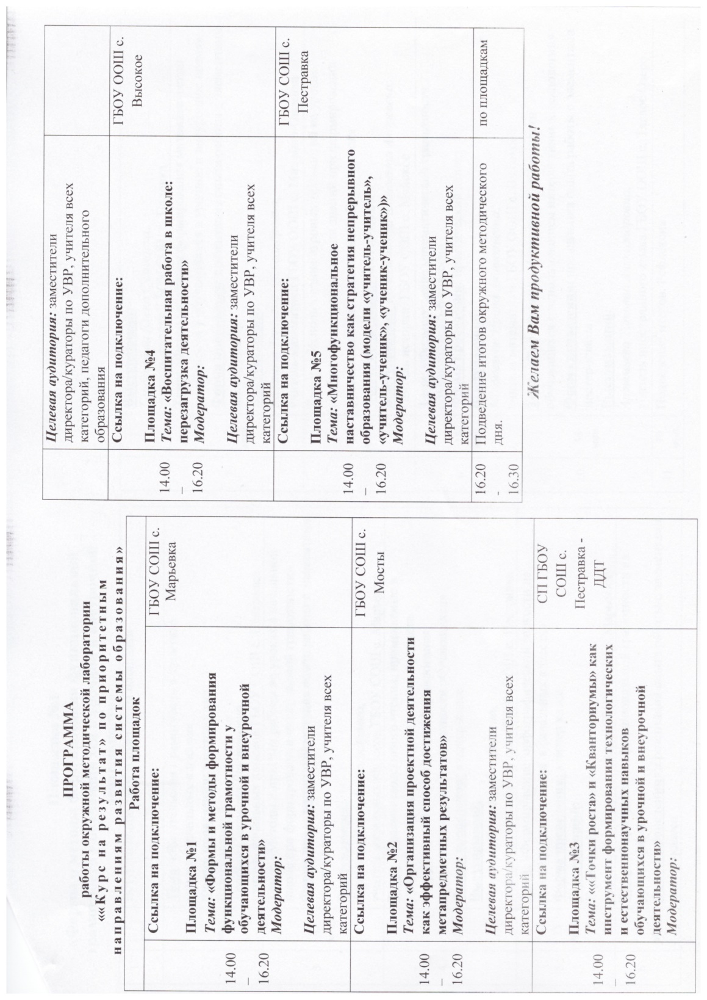 ПРОГРАММА
работы окружной методической лаборатории
««Курс на результат» по приоритетным
направлениям развития системы образования»
Работа площадок
14.00
–
16.20
Ссылка на подключение:
Площадка №1
Тема: «Формы и методы формирования
функциональной грамотности у
обучающихся в урочной и внеурочной
деятельности»
Модератор:
Целевая аудитория: заместители
директора/кураторы по УВР, учителя всех
категорий
ГБОУ СОШ с.
Марьевка
14.00
–
16.20
Ссылка на подключение:
Площадка №2
Тема: «Организация проектной деятельности
как эффективный способ достижения
метапредметных результатов»
Модератор:
Целевая аудитория: заместители
директора/кураторы по УВР, учителя всех
категорий
ГБОУ СОШ с.
Мосты
14.00
–
16.20
Ссылка на подключение:
Площадка №3
Тема: ««Точки роста» и «Кванториумы» как
инструмент формирования технологических
и естественнонаучных навыков
обучающихся в урочной и внеурочной
деятельности»
Модератор:
СП ГБОУ
СОШ с.
Пестравка -
ДДТ
Целевая аудитория: заместители
директора/кураторы по УВР, учителя всех
категорий, педагоги дополнительного
образования
14.00
–
16.20
Ссылка на подключение:
Площадка №4
Тема: «Воспитательная работа в школе:
перезагрузка деятельности»
Модератор:
Целевая аудитория: заместители
директора/кураторы по УВР, учителя всех
категорий
ГБОУ ООШ с.
Высокое
14.00
–
16.20
Ссылка на подключение:
Площадка №5
Тема: «Многофункциональное
наставничество как стратегия непрерывного
образования (модели «учитель-учитель»,
«учитель-ученик», «ученик-ученик»)»
Модератор:
Целевая аудитория: заместители
директора/кураторы по УВР, учителя всех
категорий
ГБОУ СОШ с.
Пестравка
16.20
-
16.30
Подведение итогов окружного методического
дня.
по площадкам
Желаем Вам продуктивной работы!